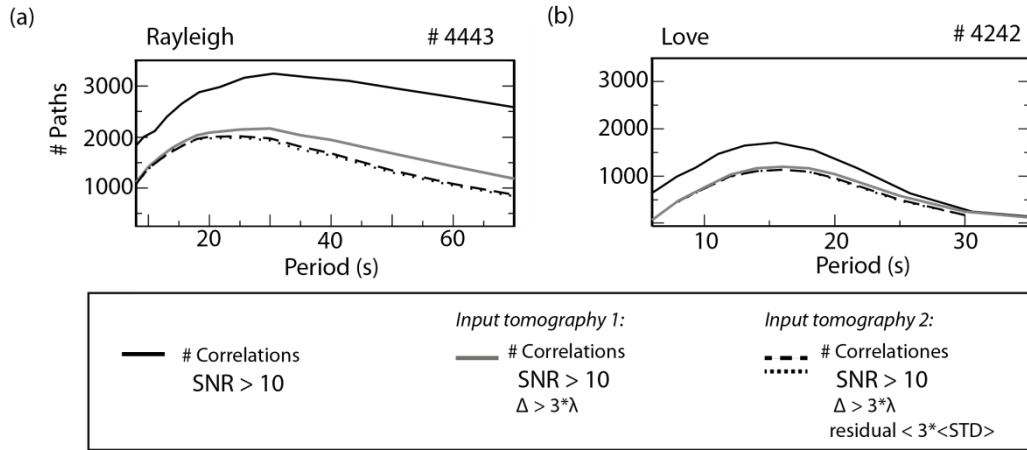 (a)
Rayleigh # 4443
3000
2000
1000
# Paths
20 40 60
Period (s)
(b)
Love # 4242
3000
2000
1000
10 20 30
Period (s)
# Correlations
SNR > 10
Input tomography 1:
# Correlations
SNR > 10
Δ > 3*λ
Input tomography 2:
# Correlationes
SNR > 10
Δ > 3*λ
residual < 3*<STD>